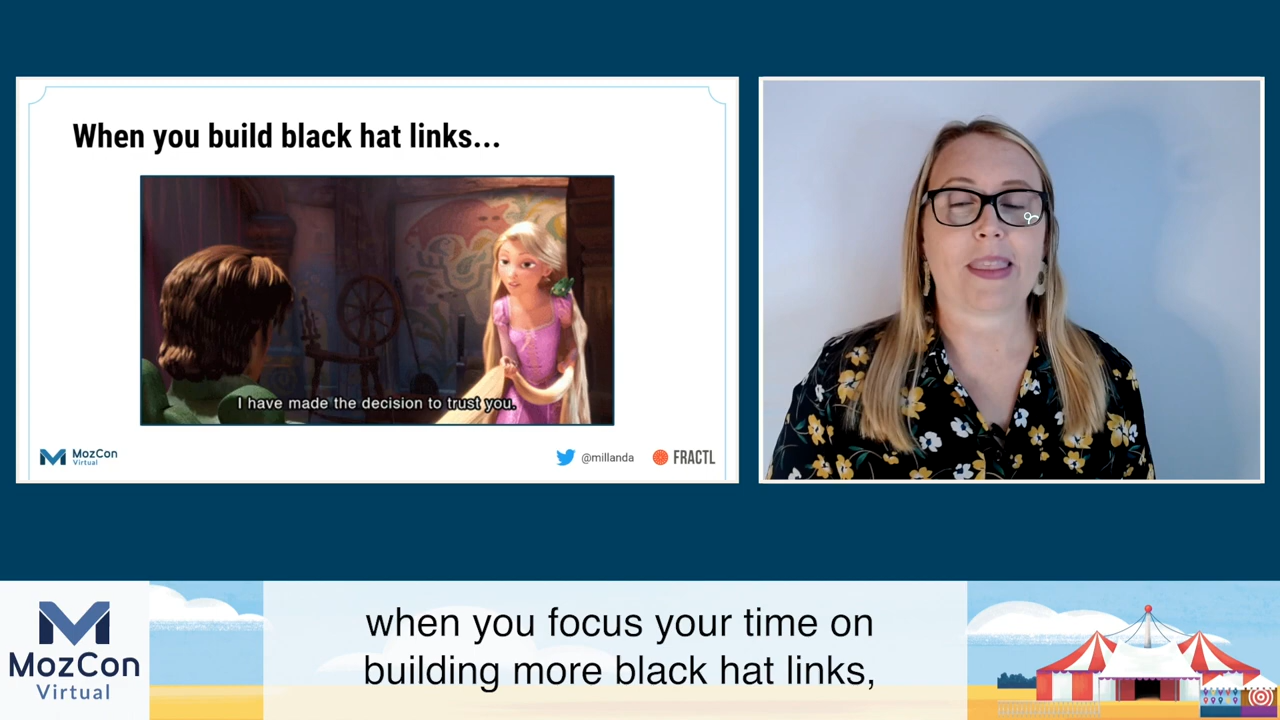 When you build black hat links...
I have made the decision to trust you.
MozCon
Virtual
@millanda
FRACTL
when you focus your time on
building more black hat links,
MozCon
Virtual